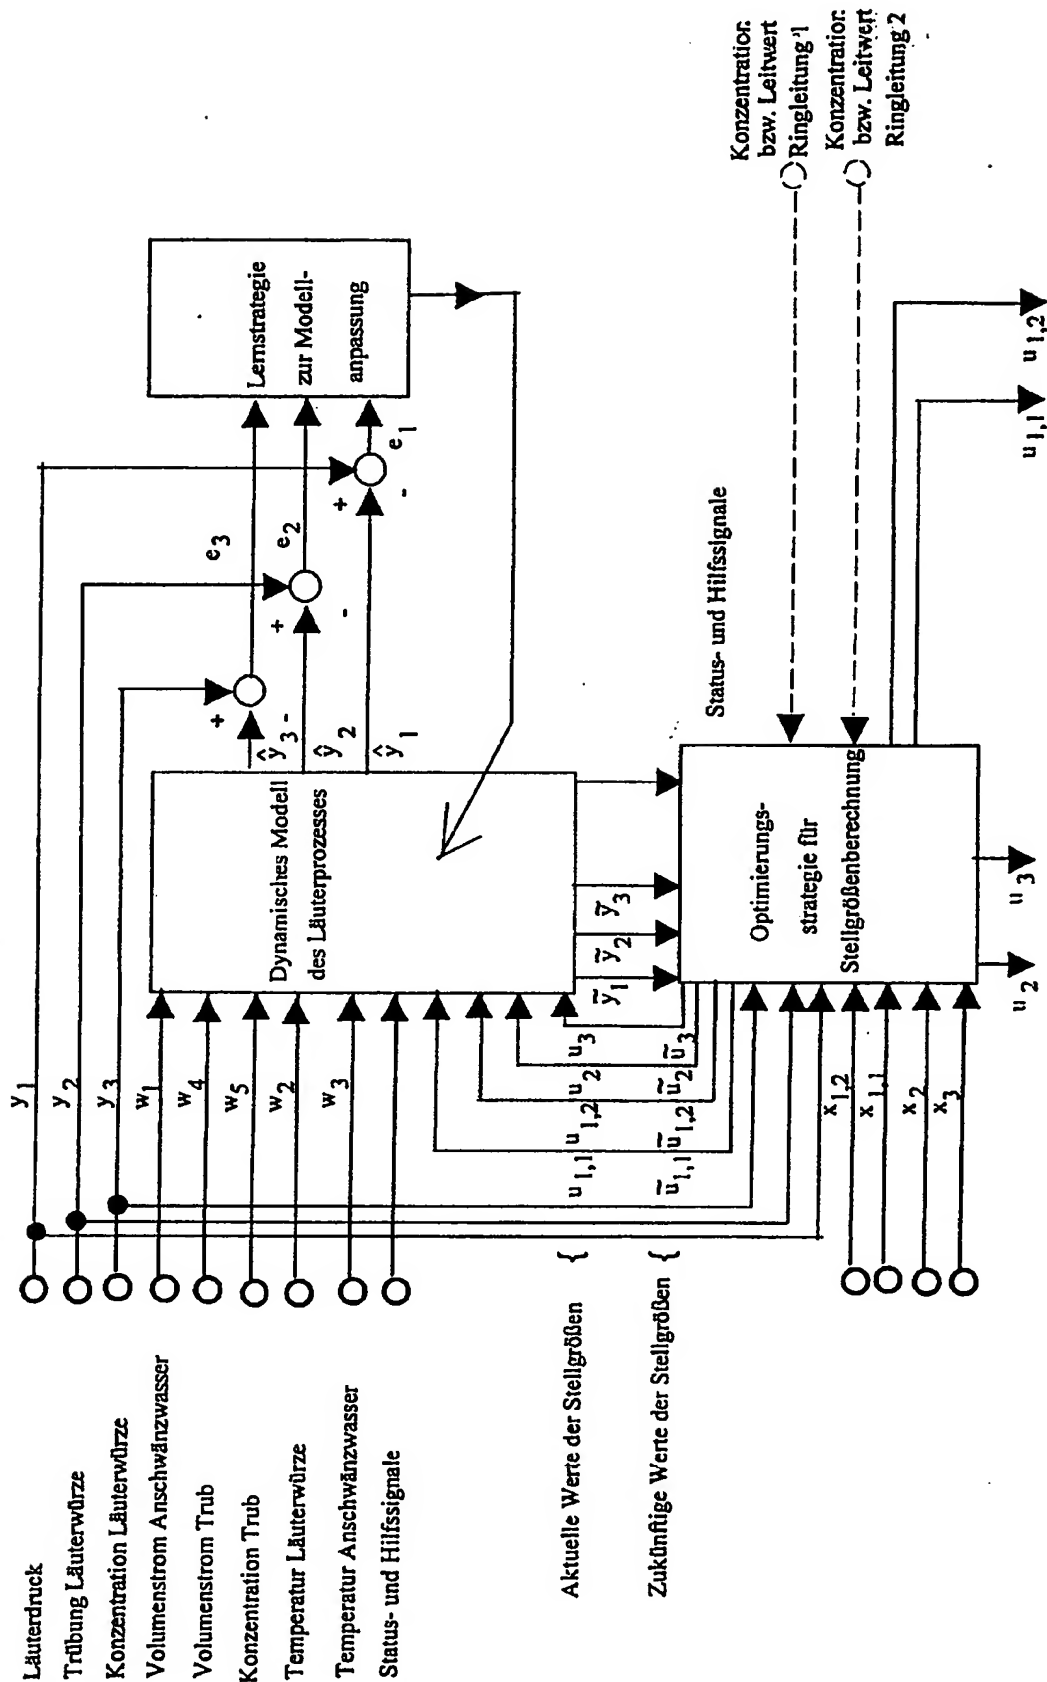 Läuterdruck
Trübung Läuterwürze
Konzentration Läuterwürze
Volumenstrom Anschwänzwasser
Volumenstrom Trub
Konzentration Trub
Temperatur Läuterwürze
Temperatur Anschwänzwasser
Status- und Hilfssignale
y1
y2
y3
w1
w4
w5
w2
w3
Dynamisches Modell
des Läuterprozesses
ŷ3
ŷ2
ŷ1
+
-
+
-
+
-
e3
e2
e1
Lernstrategie
zur Modell-
anpassung
Aktuelle Werte der Stellgrößen { u1,1 u1,2 u2 u3
Zukünftige Werte der Stellgrößen { ũ1,1 ũ1,2 ũ2 ũ3
ỹ1 ỹ2 ỹ3
Status- und Hilfssignale
Optimierungs-
strategie für
Stellgrößenberechnung
x1,2
x1,1
x2
x3
Konzentration
bzw. Leitwert
Ringleitung 1
Konzentration
bzw. Leitwert
Ringleitung 2
u2
u3
u1,1
u1,2